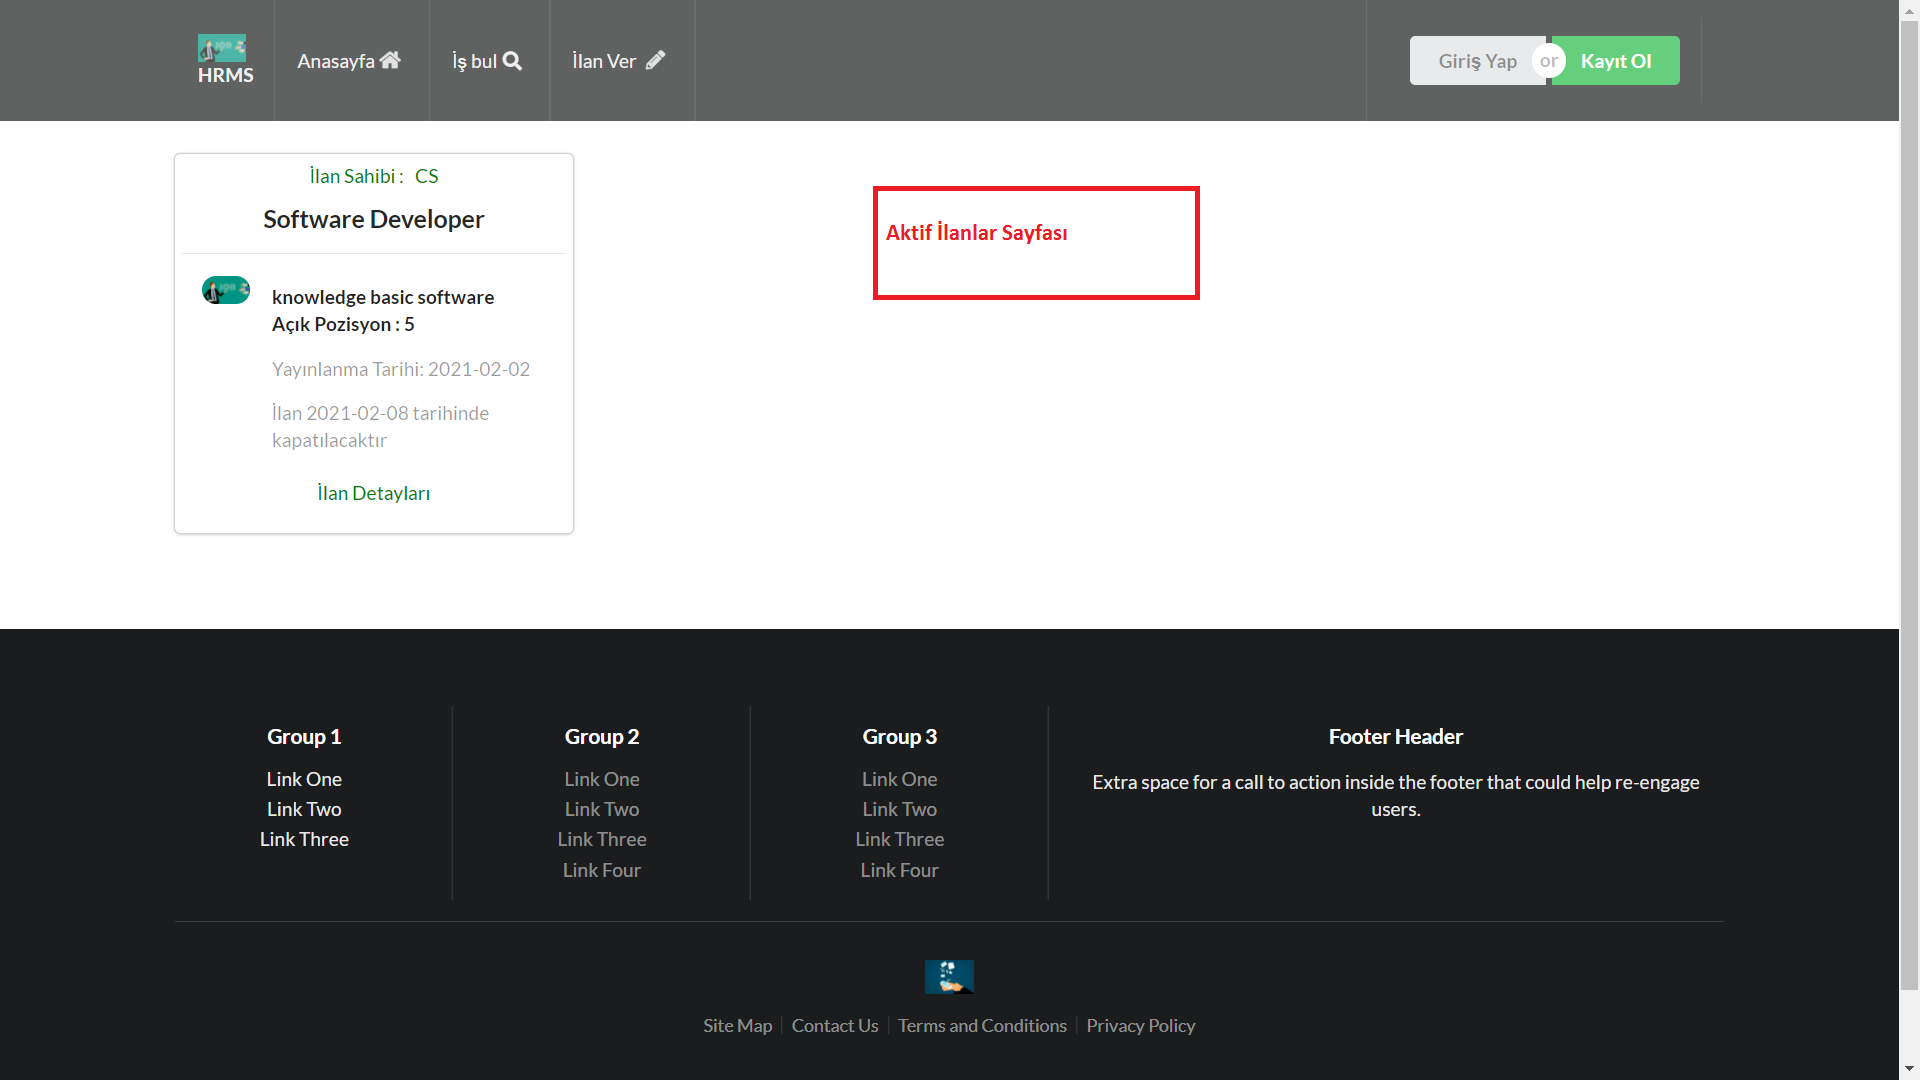 HRMS
Anasayfa
İş bul
İlan Ver
Giriş Yap
or
Kayıt Ol
İlan Sahibi : CS
Software Developer
knowledge basic software
Açık Pozisyon : 5
Yayınlanma Tarihi: 2021-02-02
İlan 2021-02-08 tarihinde
kapatılacaktır
İlan Detayları
Aktif İlanlar Sayfası
Group 1
Link One
Link Two
Link Three
Group 2
Link One
Link Two
Link Three
Link Four
Group 3
Link One
Link Two
Link Three
Link Four
Footer Header
Extra space for a call to action inside the footer that could help re-engage
users.
Site Map
Contact Us
Terms and Conditions
Privacy Policy